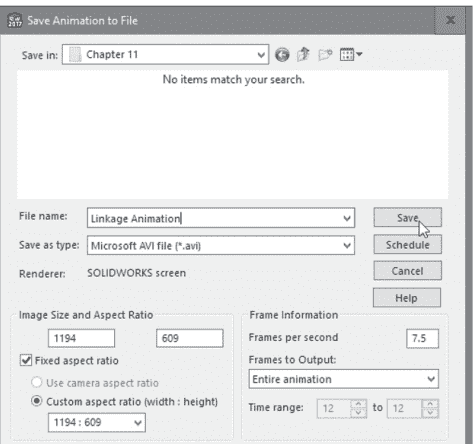 SW 2017 Save Animation to File
Save in: Chapter 11
No items match your search.
File name: Linkage Animation Save
Save as type: Microsoft AVI file (*.avi) Schedule
Renderer: SOLIDWORKS screen Cancel
Help
Image Size and Aspect Ratio Frame Information
1194 609 Frames per second 7.5
Fixed aspect ratio Frames to Output:
Use camera aspect ratio Entire animation
Custom aspect ratio (width : height) Time range: 12 to 12
1194 : 609